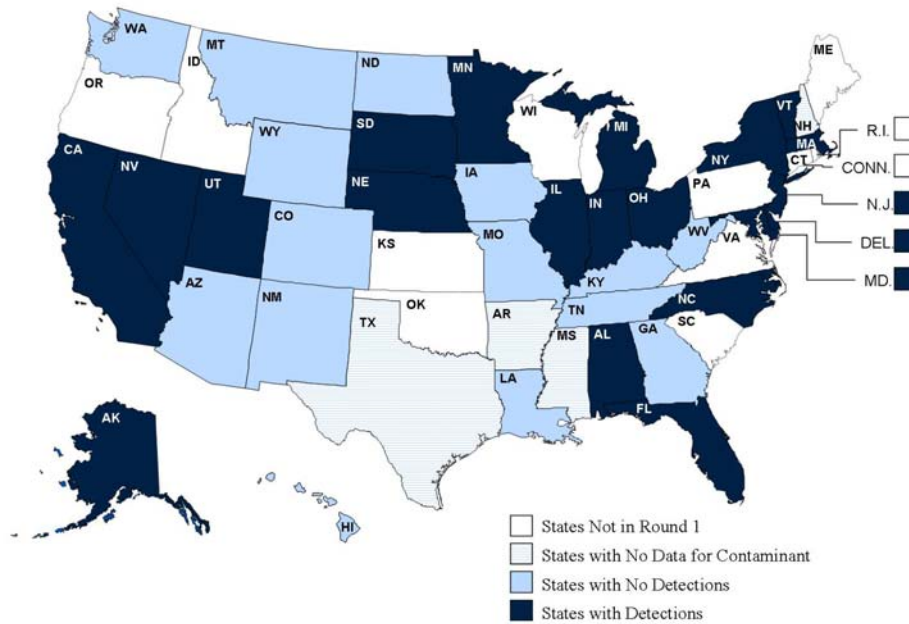 WA
MT
ND
MN
ME
ID
OR
WI
VT
NH
MI
SD
WY
NY
MA
R.I.
CT
CONN.
CA
NV
UT
NE
IA
IL
IN
OH
PA
N.J.
CO
MO
WV
VA
DEL.
KS
KY
MD.
AZ
NM
OK
TN
NC
TX
AR
MS
AL
GA
SC
LA
FL
AK
HI
States Not in Round 1
States with No Data for Contaminant
States with No Detections
States with Detections